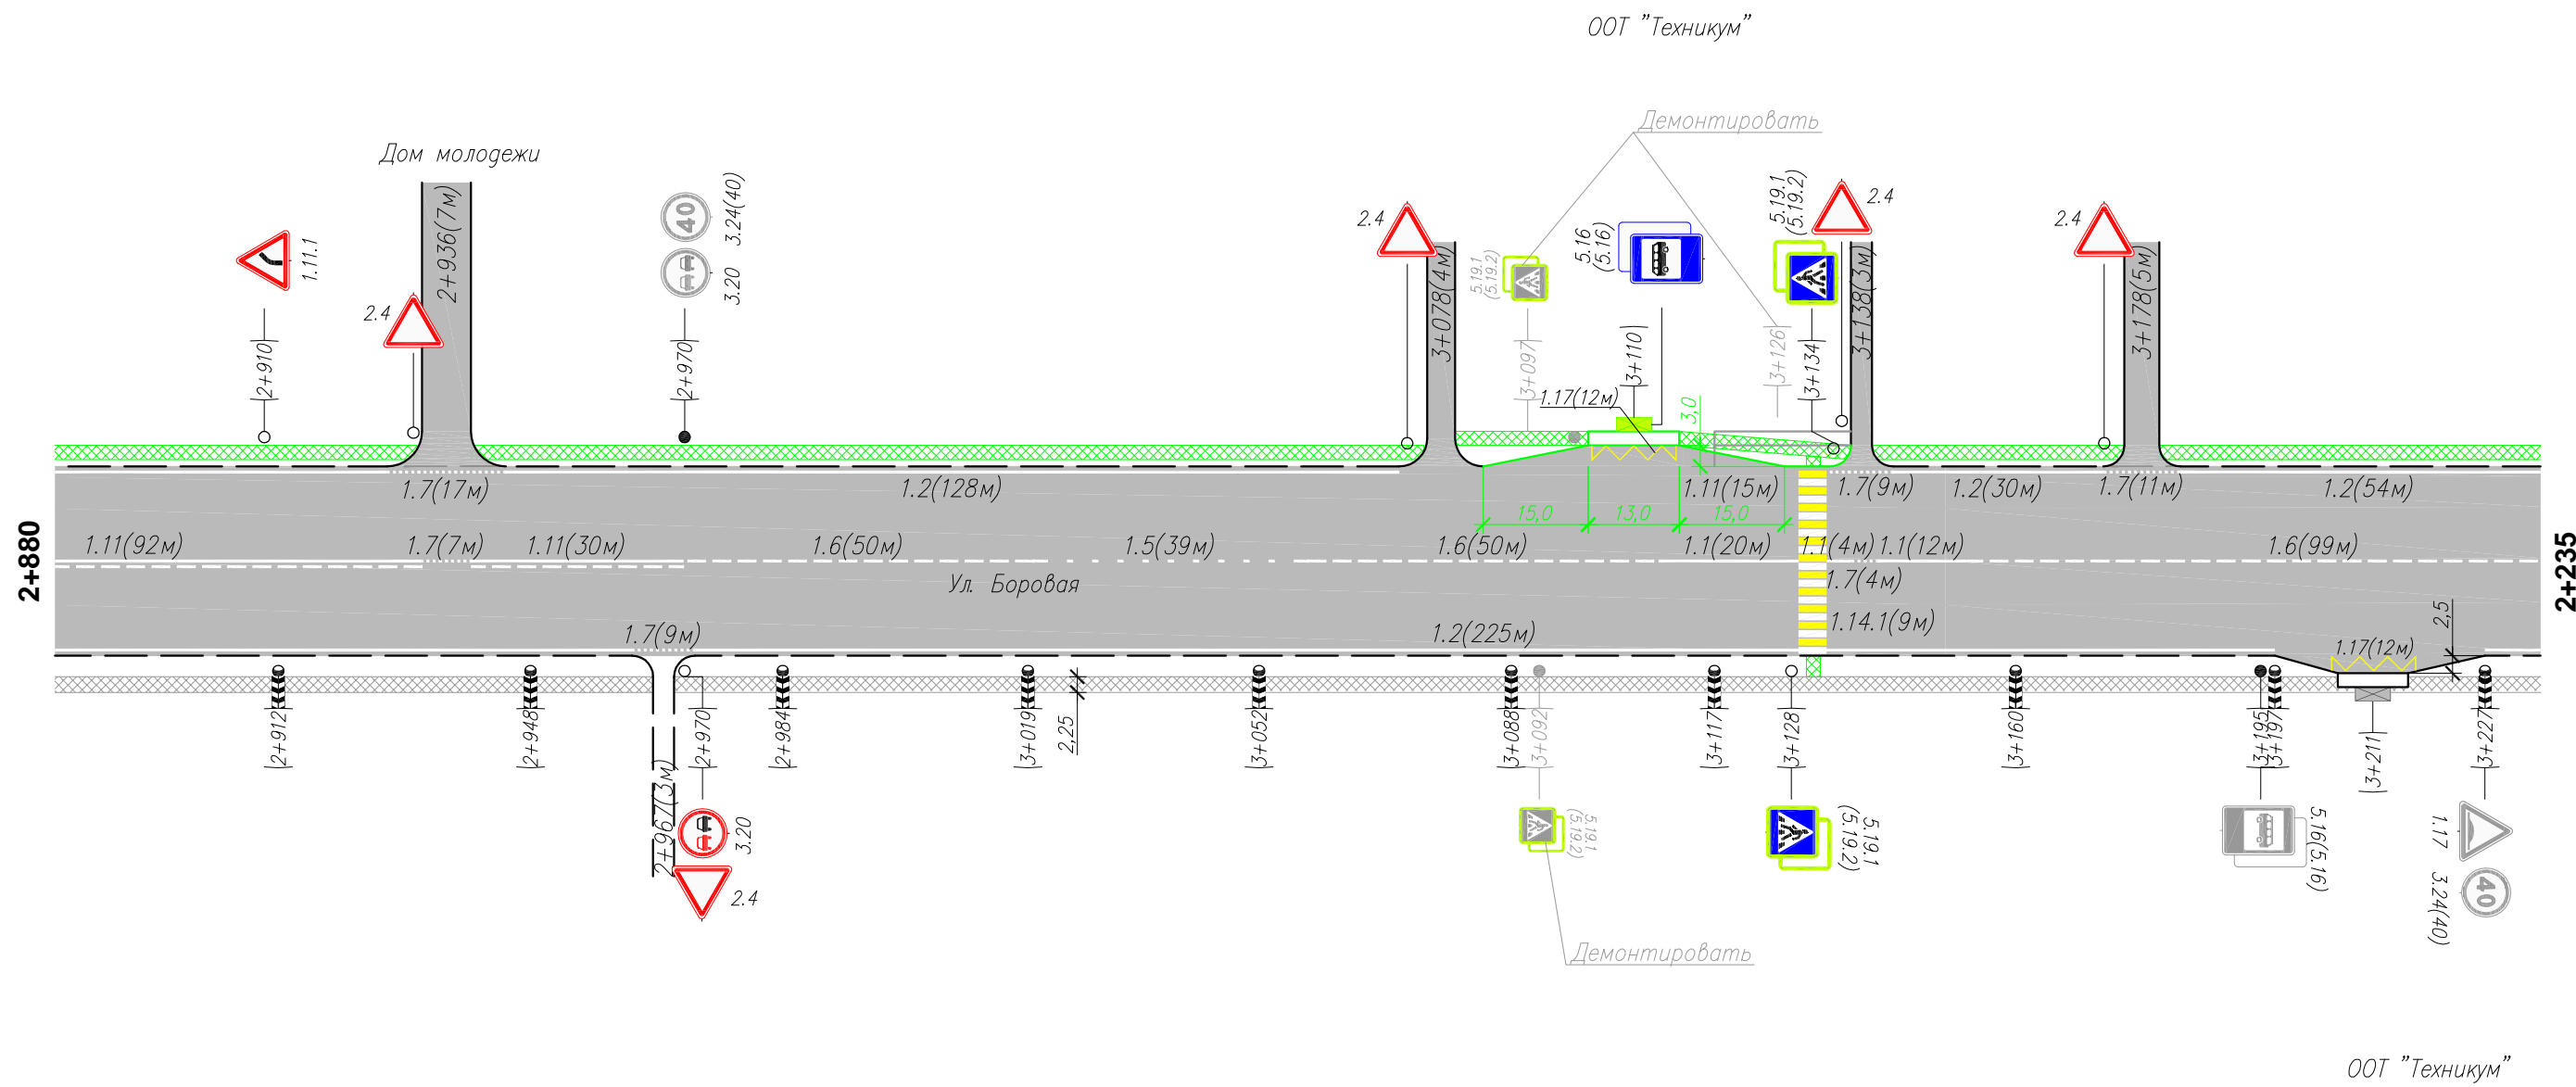 ООТ "Техникум"
Демонтировать
Дом молодежи
1.11.1
2+910
2.4
2+936(7м)
40
3.24(40)
3.20
2+970
2.4
3+078(4м)
5.19.1
(5.19.2)
3+097
5.16
(5.16)
3+110
1.17(12м)
3,0
3+126
5.19.1
(5.19.2)
3+134
2.4
3+138(3м)
2.4
3+178(5м)
1.7(17м)
1.2(128м)
1.11(15м)
1.7(9м)
1.2(30м)
1.7(11м)
1.2(54м)
15,0
13,0
15,0
2+880
1.11(92м)
1.7(7м)
1.11(30м)
1.6(50м)
1.5(39м)
1.6(50м)
1.1(20м)
1.1(4м)
1.1(12м)
1.6(99м)
2+235
Ул. Боровая
1.7(4м)
1.14.1(9м)
1.7(9м)
1.2(225м)
1.17(12м)
2,5
2+912
2+948
2+967(3м)
2+970
2+984
3+019
2,25
3+052
3+088
3+092
3+117
3+128
3+160
3+195
3+197
3+211
3+227
3.20
2.4
5.19.1
(5.19.2)
5.19.1
(5.19.2)
5.16(5.16)
1.17
3.24(40)
40
Демонтировать
ООТ "Техникум"